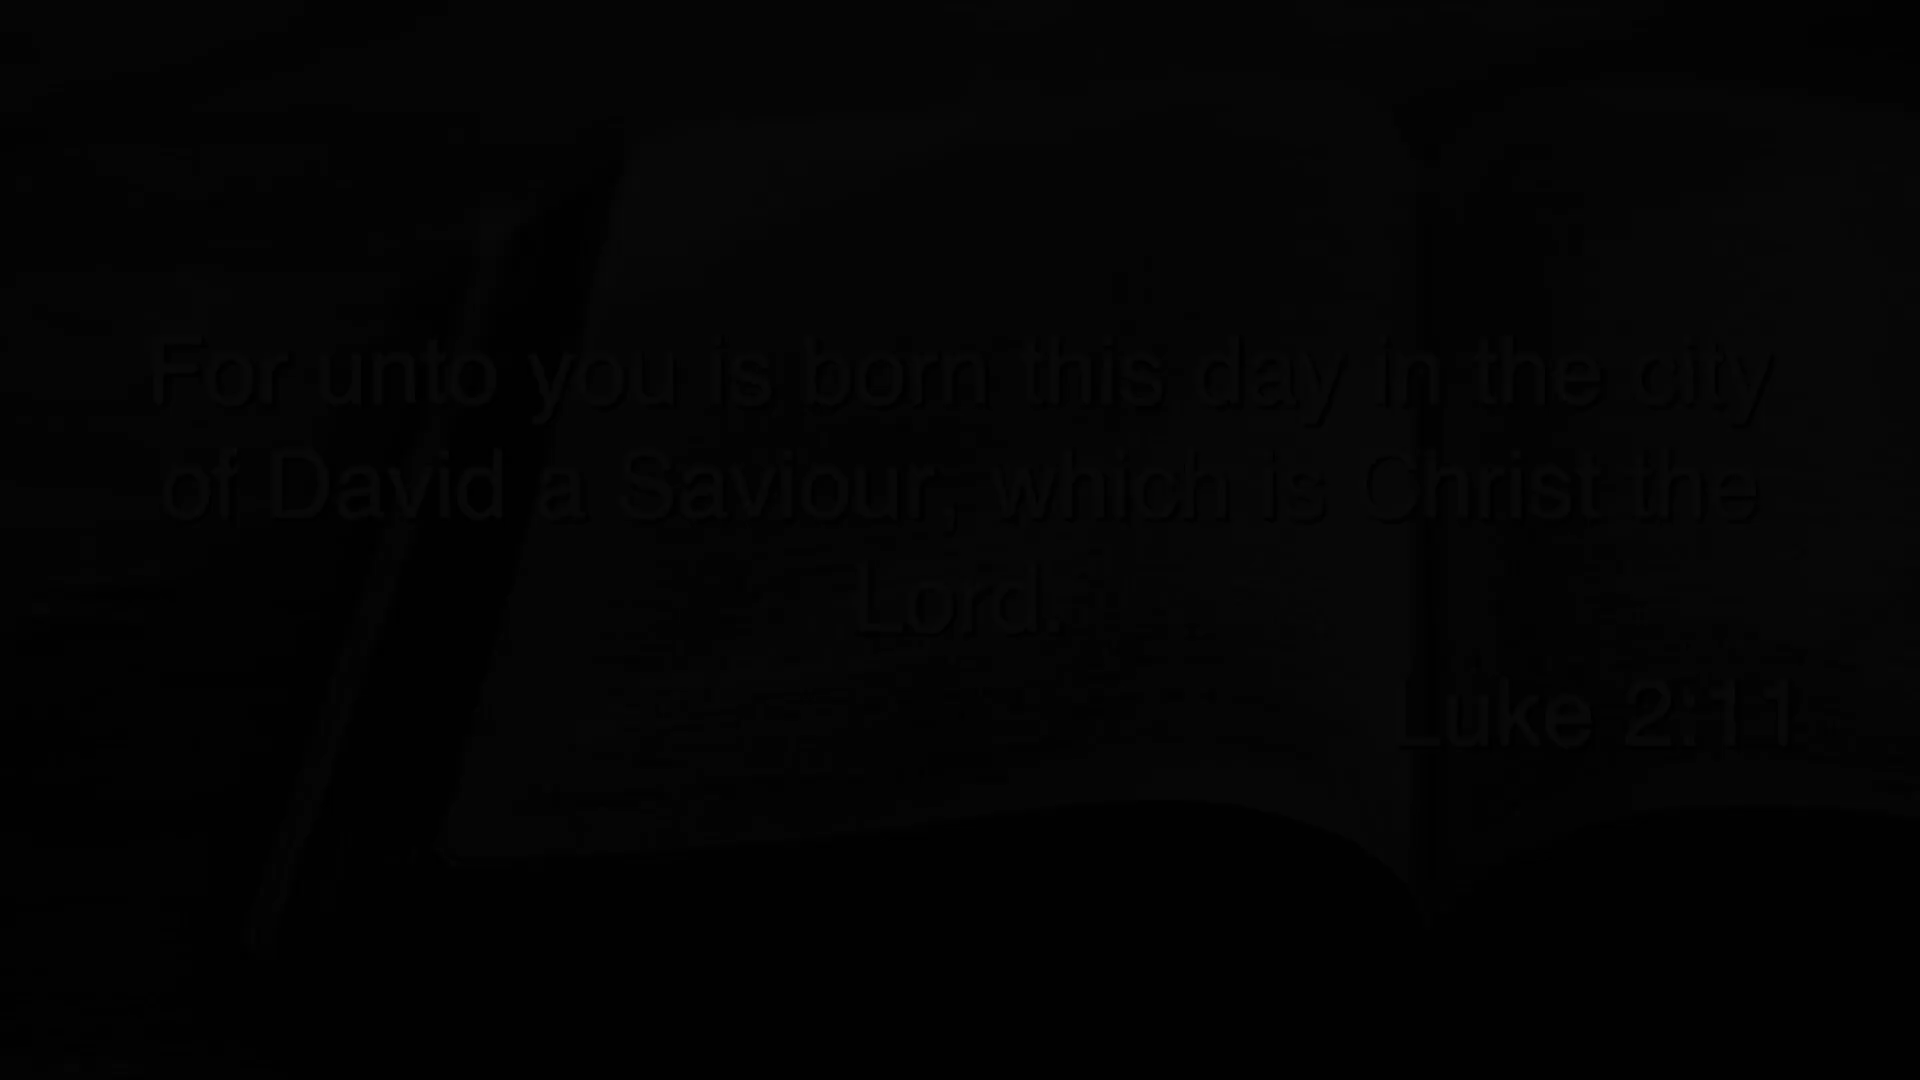 For unto you is born this day in the city
of David a Saviour, which is Christ the
Lord.
Luke 2:11